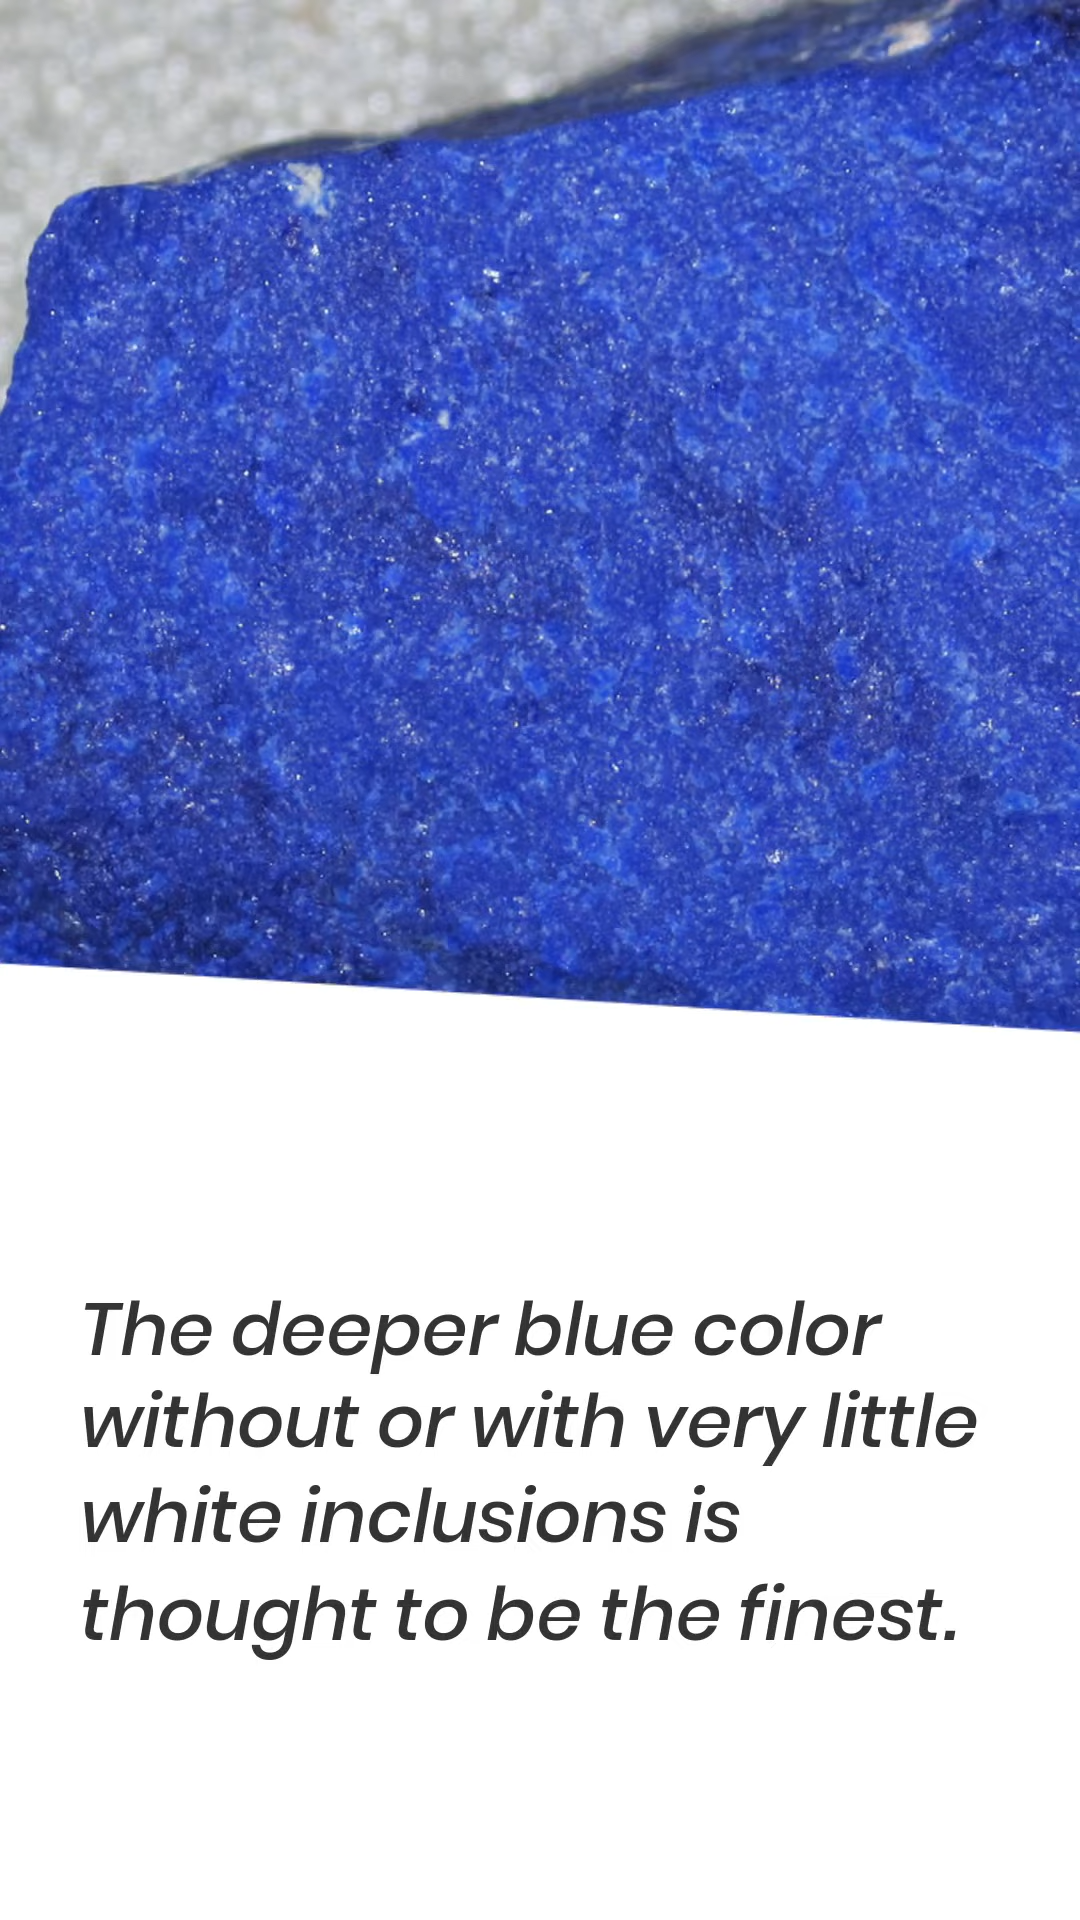 The deeper blue color
without or with very little
white inclusions is
thought to be the finest.